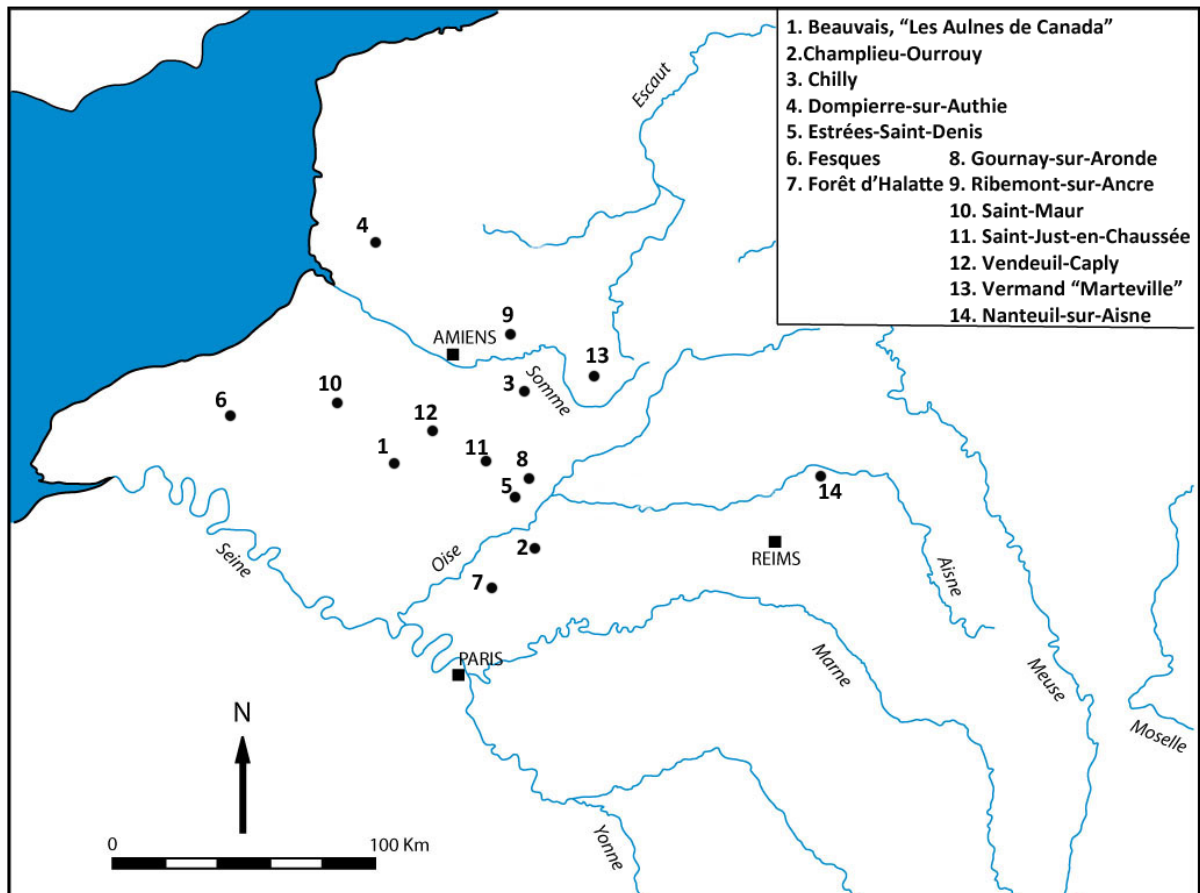 1. Beauvais, “Les Aulnes de Canada”
2.Champlieu-Ourrouy
3. Chilly
4. Dompierre-sur-Authie
5. Estrées-Saint-Denis
6. Fesques 8. Gournay-sur-Aronde
7. Forêt d’Halatte 9. Ribemont-sur-Ancre
10. Saint-Maur
11. Saint-Just-en-Chaussée
12. Vendeuil-Caply
13. Vermand “Marteville”
14. Nanteuil-sur-Aisne
Escaut
4
9
AMIENS
13
3
Somme
10
6
12
1
11
8
5
14
Seine
Oise
2
REIMS
7
Aisne
PARIS
Marne
Meuse
Moselle
N
0 100 Km
Yonne